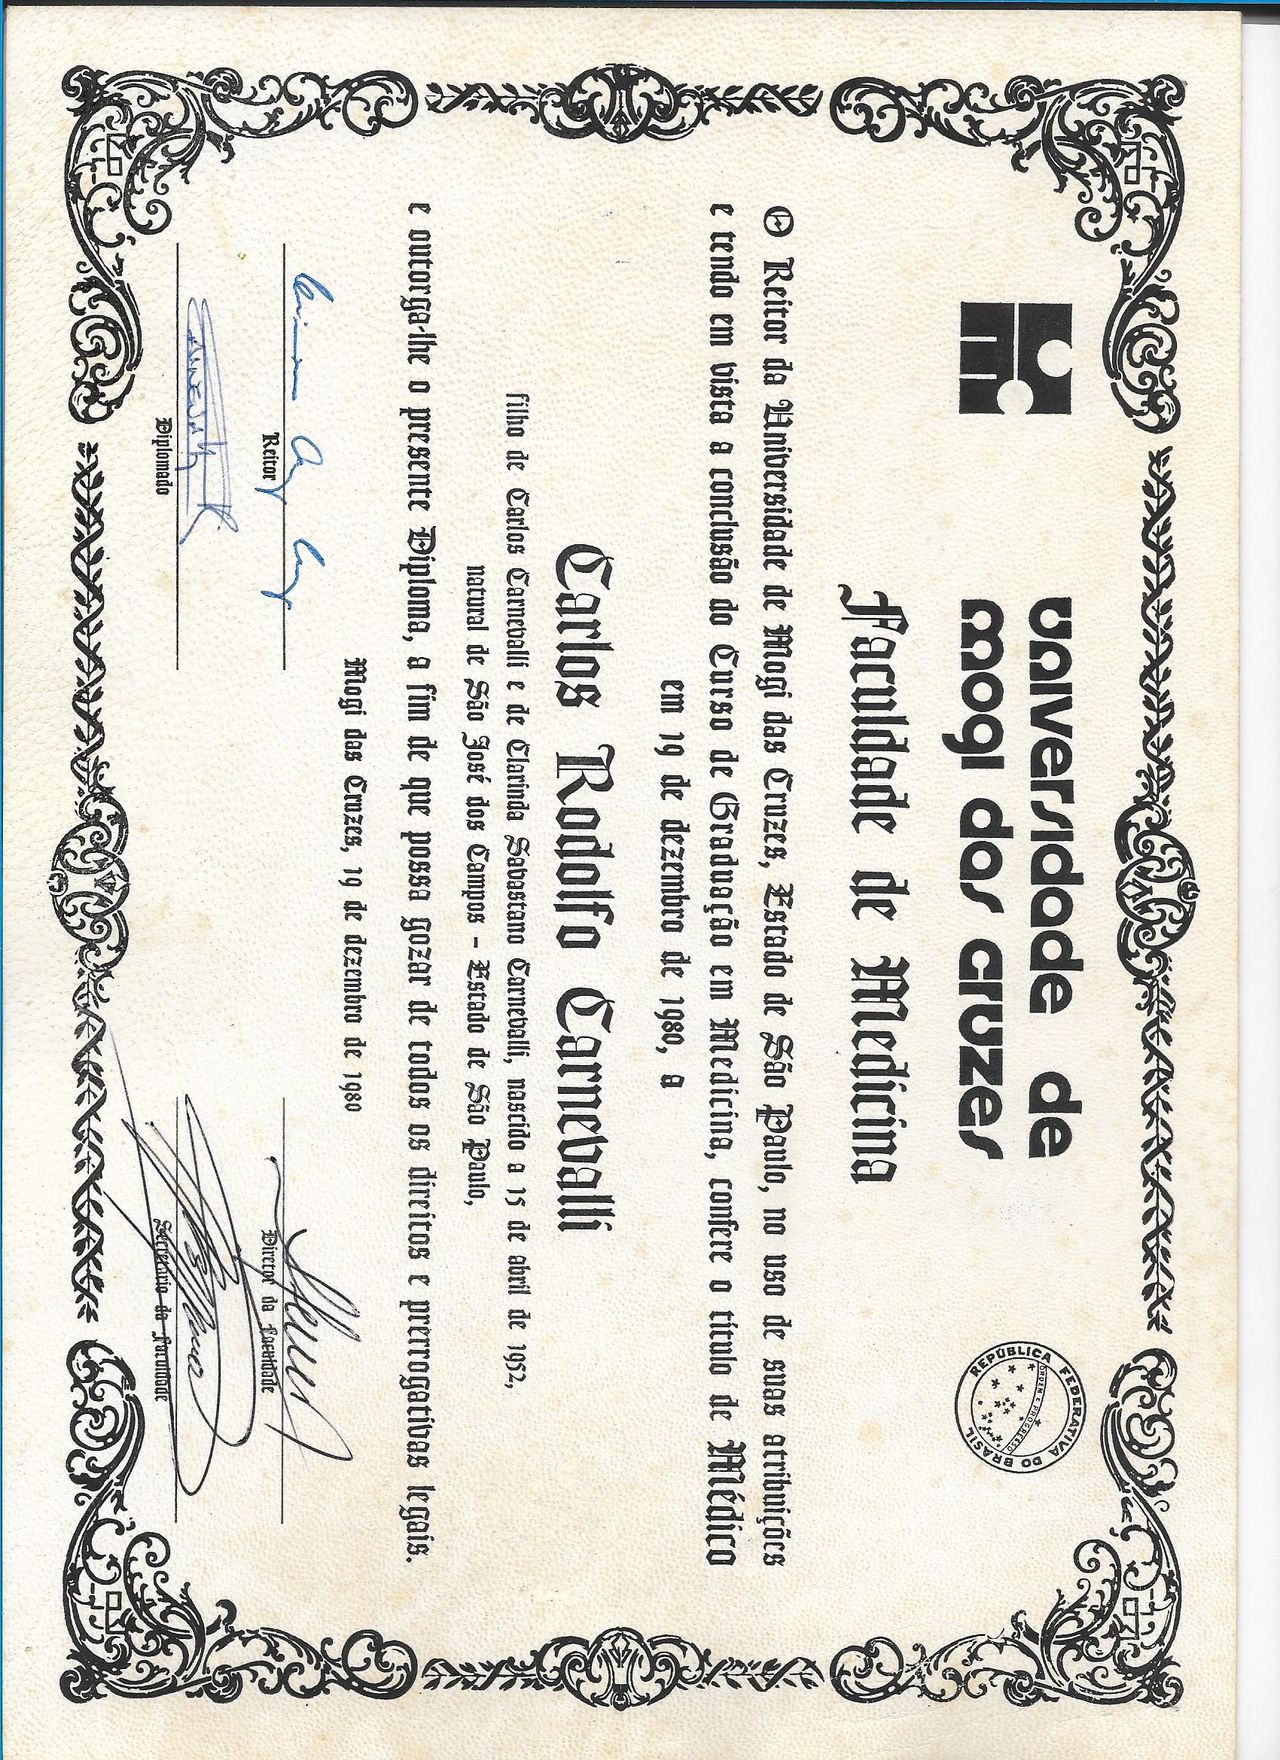 universidade de
mogi das cruzes
REPÚBLICA FEDERATIVA DO BRASIL
ORDEM E PROGRESSO
Faculdade de Medicina
O Reitor da Universidade de Mogi das Cruzes, Estado de São Paulo, no uso de suas atribuições
e tendo em vista a conclusão do Curso de Graduação em Medicina, confere o título de Médico
em 19 de dezembro de 1980, a
Carlos Rodolfo Carnevalli
filho de Carlos Carnevalli e de Clarinda Savastano Carnevalli, nascido a 15 de abril de 1952,
natural de São José dos Campos - Estado de São Paulo,
e outorga-lhe o presente Diploma, a fim de que possa gozar de todos os direitos e prerrogativas legais.
Mogi das Cruzes, 19 de dezembro de 1980
Reitor
Diretor da Faculdade
Diplomado
Secretário da Faculdade